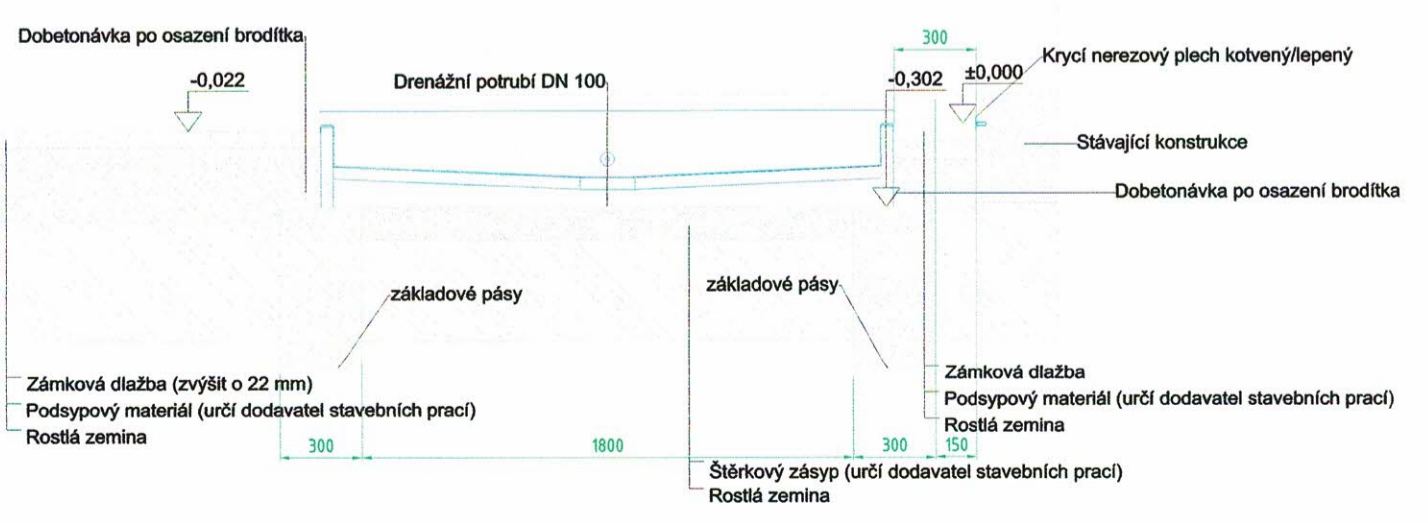 Dobetonávka po osazení brodítka
300
Krycí nerezový plech kotvený/lepený
-0,022
Drenážní potrubí DN 100
-0,302
±0,000
Stávající konstrukce
Dobetonávka po osazení brodítka
základové pásy
základové pásy
Zámková dlažba (zvýšit o 22 mm)
Podsypový materiál (určí dodavatel stavebních prací)
Rostlá zemina
Zámková dlažba
Podsypový materiál (určí dodavatel stavebních prací)
Rostlá zemina
300
1800
300
150
Štěrkový zásyp (určí dodavatel stavebních prací)
Rostlá zemina